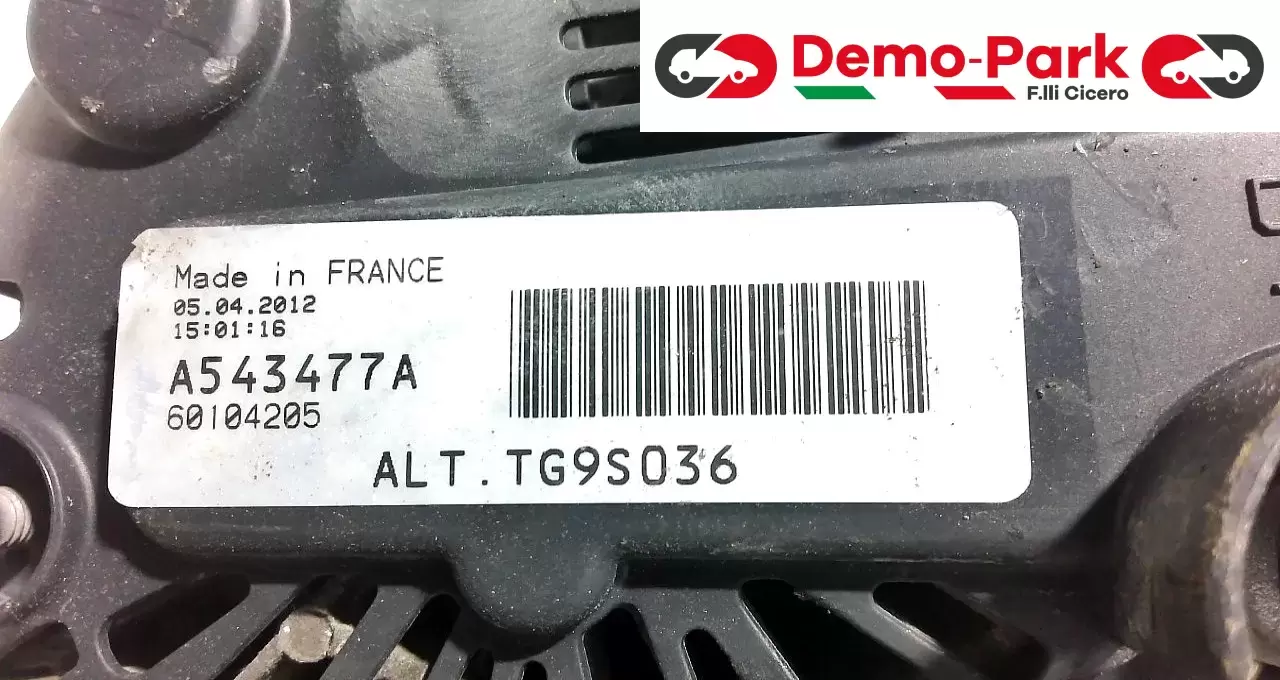 Demo-Park
F.lli Cicero
Made in FRANCE
05.04.2012
15:01:16
A543477A
60104205
ALT.TG9S036